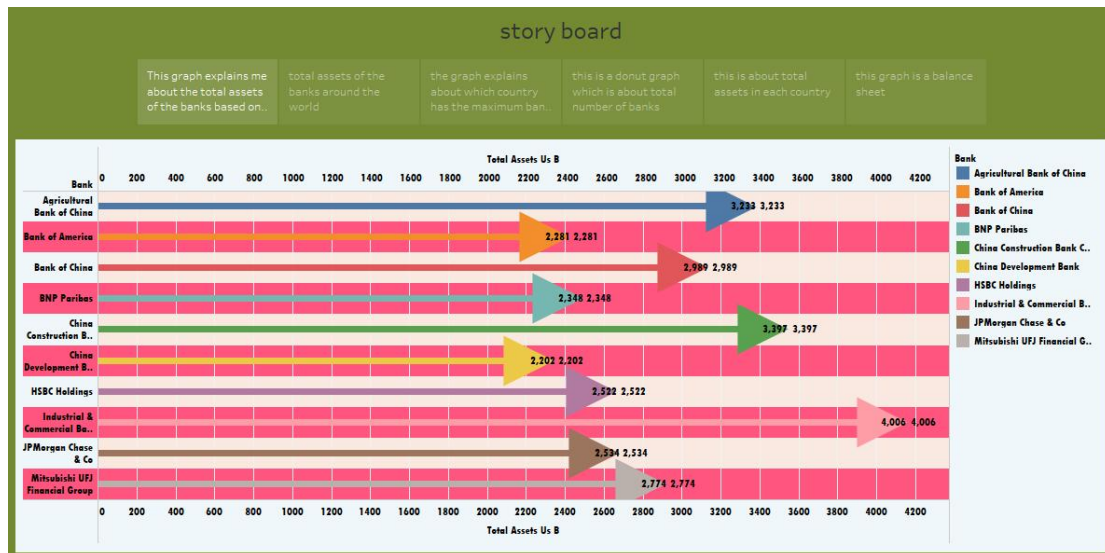 story board
This graph explains me
about the total assets
of the banks based on..
total assets of the
banks around the
world
the graph explains
about which country
has the maximum ban..
this is a donut graph
which is about total
number of banks
this is about total
assets in each country
this graph is a balance
sheet
Total Assets Us B
Bank
0 200 400 600 800 1000 1200 1400 1600 1800 2000 2200 2400 2600 2800 3000 3200 3400 3600 3800 4000 4200
Agricultural
Bank of China
3,233 3,233
Bank of America
2,281 2,281
Bank of China
2,989 2,989
BNP Paribas
2,348 2,348
China
Construction B..
3,397 3,397
China
Development B..
2,202 2,202
HSBC Holdings
2,522 2,522
Industrial &
Commercial Ba..
4,006 4,006
JPMorgan Chase
& Co
2,534 2,534
Mitsubishi UFJ
Financial Group
2,774 2,774
0 200 400 600 800 1000 1200 1400 1600 1800 2000 2200 2400 2600 2800 3000 3200 3400 3600 3800 4000 4200
Total Assets Us B
Bank
Agricultural Bank of China
Bank of America
Bank of China
BNP Paribas
China Construction Bank C..
China Development Bank
HSBC Holdings
Industrial & Commercial B..
JPMorgan Chase & Co
Mitsubishi UFJ Financial G..